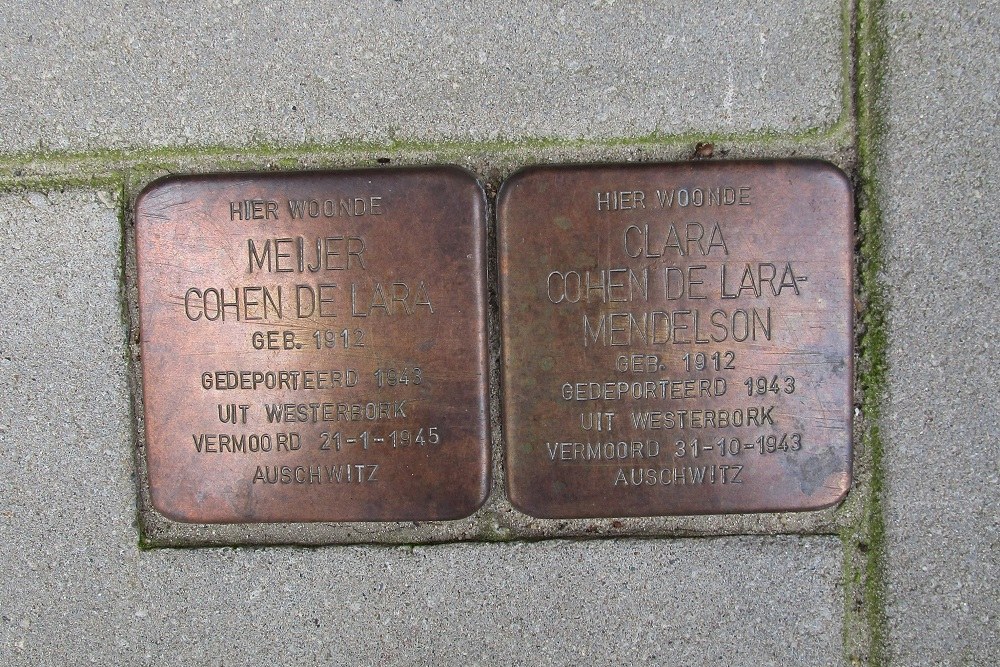 HIER WOONDE
MEIJER
COHEN DE LARA
GEB. 1912
GEDEPORTEERD 1943
UIT WESTERBORK
VERMOORD 21-1-1945
AUSCHWITZ
HIER WOONDE
CLARA
COHEN DE LARA-
MENDELSON
GEB. 1912
GEDEPORTEERD 1943
UIT WESTERBORK
VERMOORD 31-10-1943
AUSCHWITZ